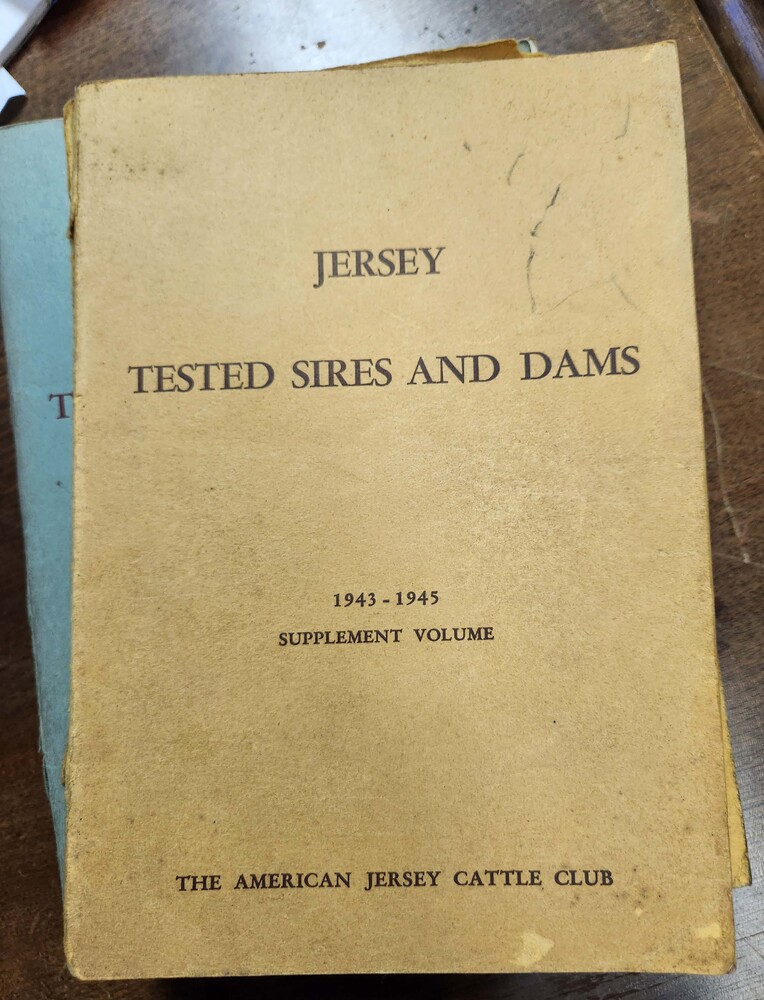 JERSEY
TESTED SIRES AND DAMS
1943-1945
SUPPLEMENT VOLUME
THE AMERICAN JERSEY CATTLE CLUB
T